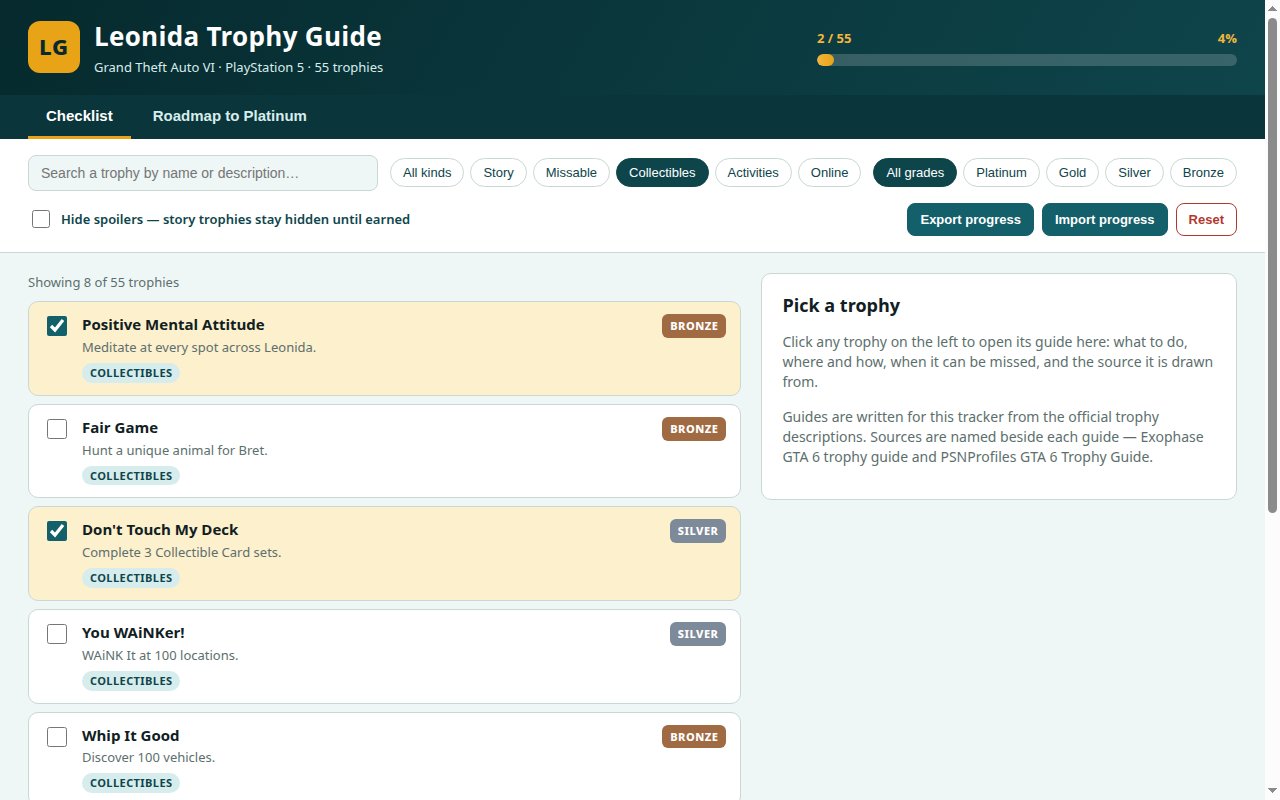 LG
Leonida Trophy Guide
Grand Theft Auto VI · PlayStation 5 · 55 trophies
2 / 55
4%
Checklist
Roadmap to Platinum
Search a trophy by name or description…
All kinds
Story
Missable
Collectibles
Activities
Online
All grades
Platinum
Gold
Silver
Bronze
Hide spoilers — story trophies stay hidden until earned
Export progress
Import progress
Reset
Showing 8 of 55 trophies
Positive Mental Attitude
BRONZE
Meditate at every spot across Leonida.
COLLECTIBLES
Fair Game
BRONZE
Hunt a unique animal for Bret.
COLLECTIBLES
Don't Touch My Deck
SILVER
Complete 3 Collectible Card sets.
COLLECTIBLES
You WAiNKer!
SILVER
WAiNK It at 100 locations.
COLLECTIBLES
Whip It Good
BRONZE
Discover 100 vehicles.
COLLECTIBLES
Pick a trophy
Click any trophy on the left to open its guide here: what to do,
where and how, when it can be missed, and the source it is drawn
from.
Guides are written for this tracker from the official trophy
descriptions. Sources are named beside each guide — Exophase
GTA 6 trophy guide and PSNProfiles GTA 6 Trophy Guide.